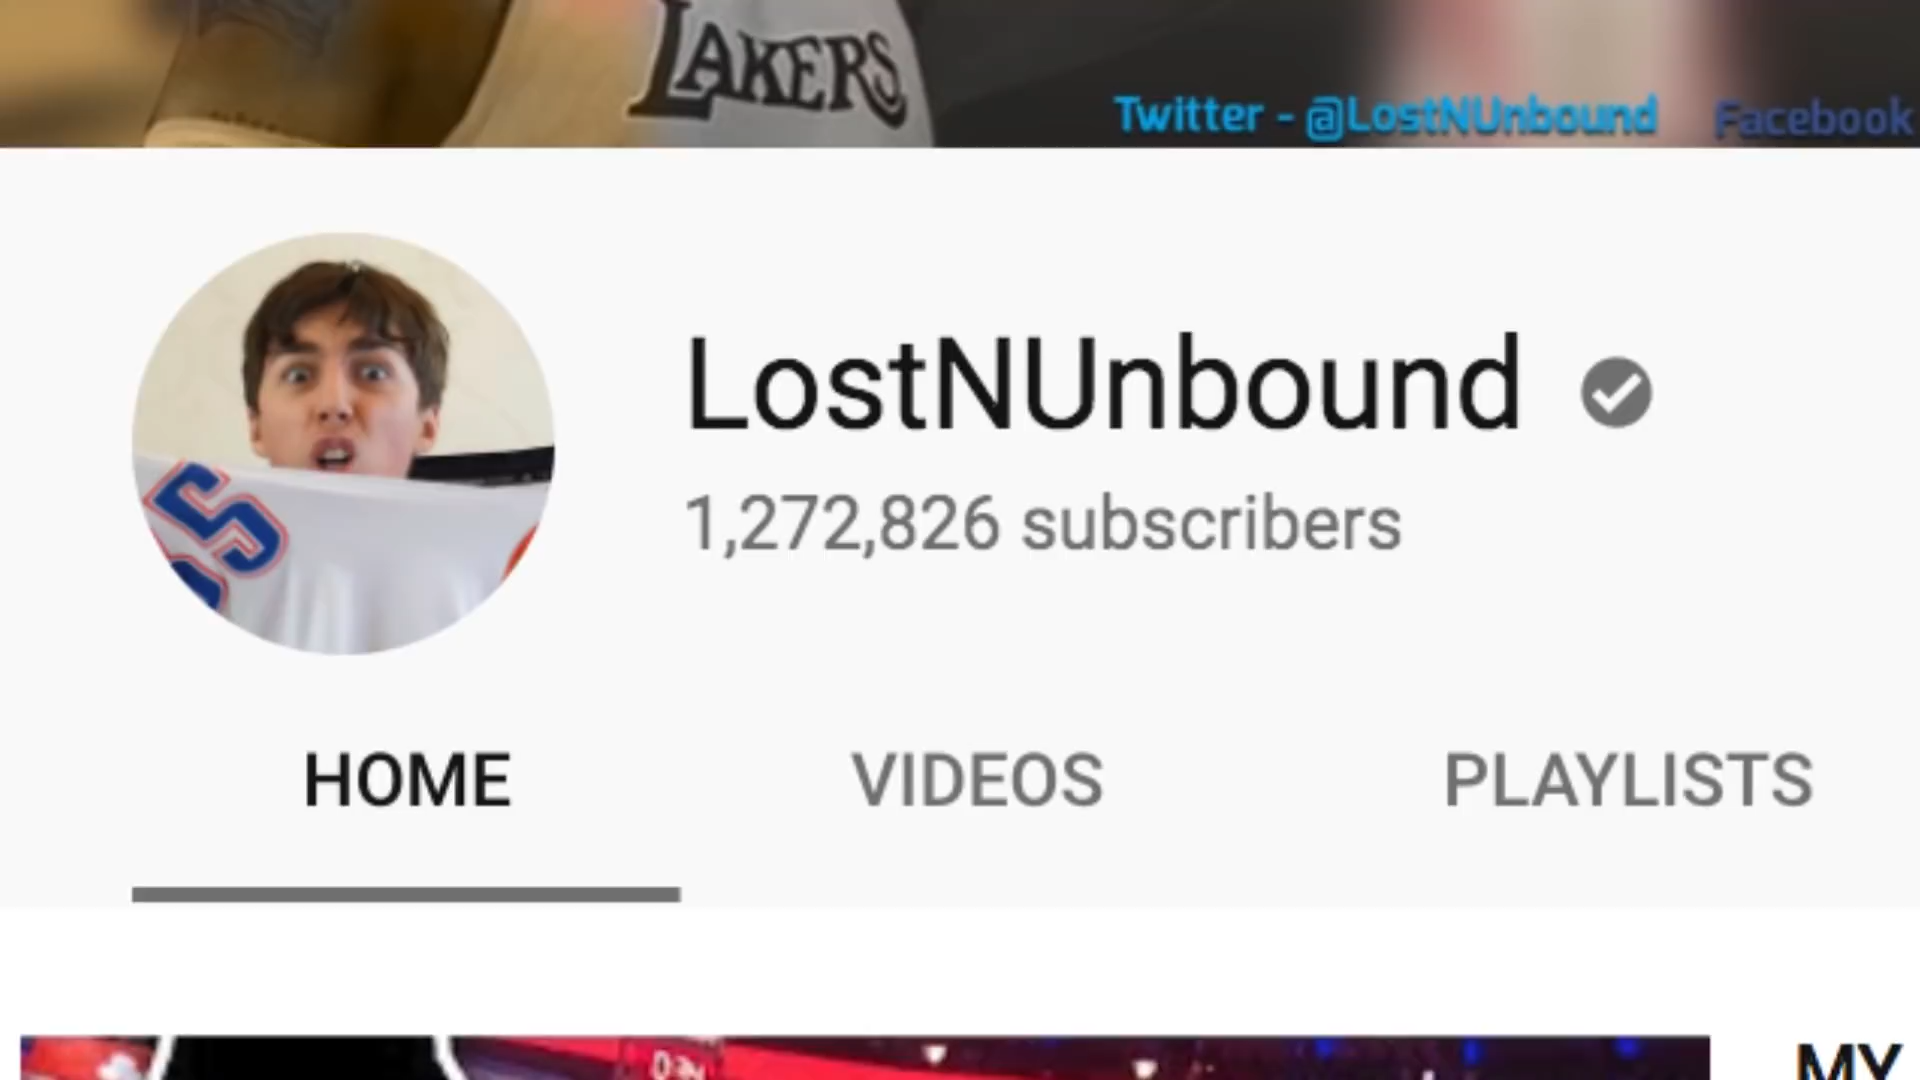 LAKERS
Twitter - @LostNUnbound Facebook
LostNUnbound
1,272,826 subscribers
HOME VIDEOS PLAYLISTS
MY